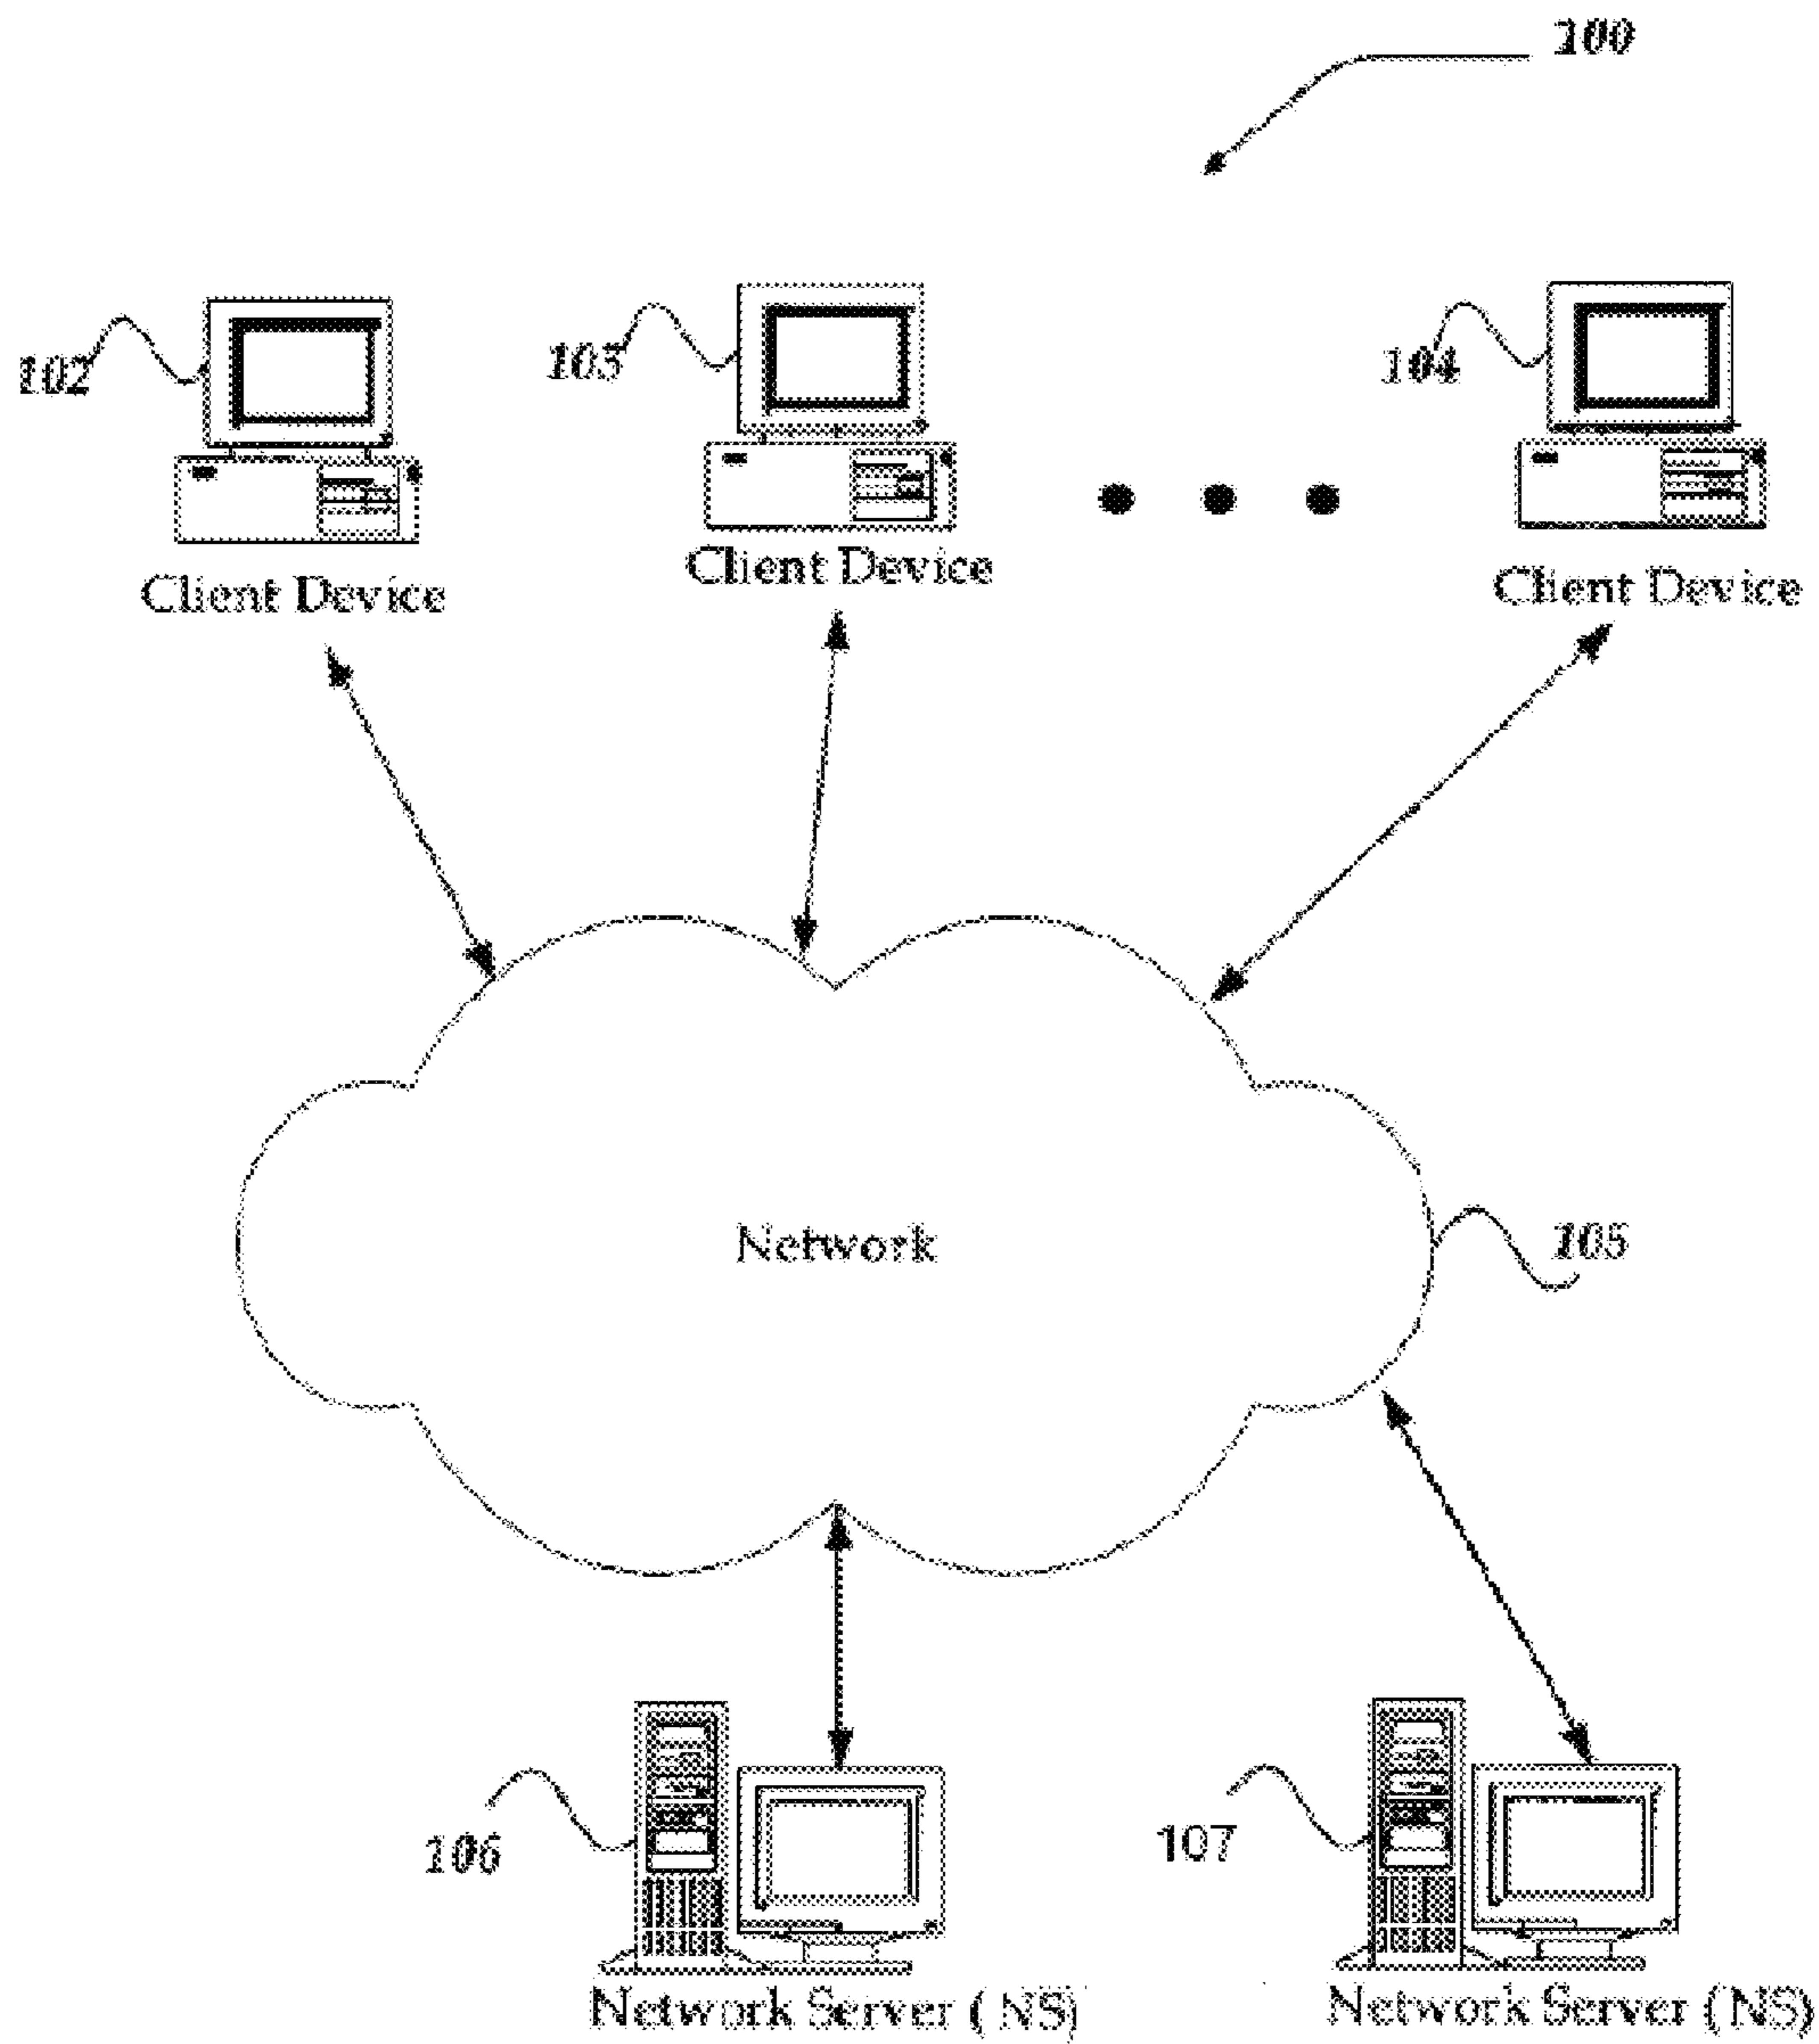 100
102
103
104
Client Device
Client Device
Client Device
Network
105
106
107
Network Server (NS)
Network Server (NS)